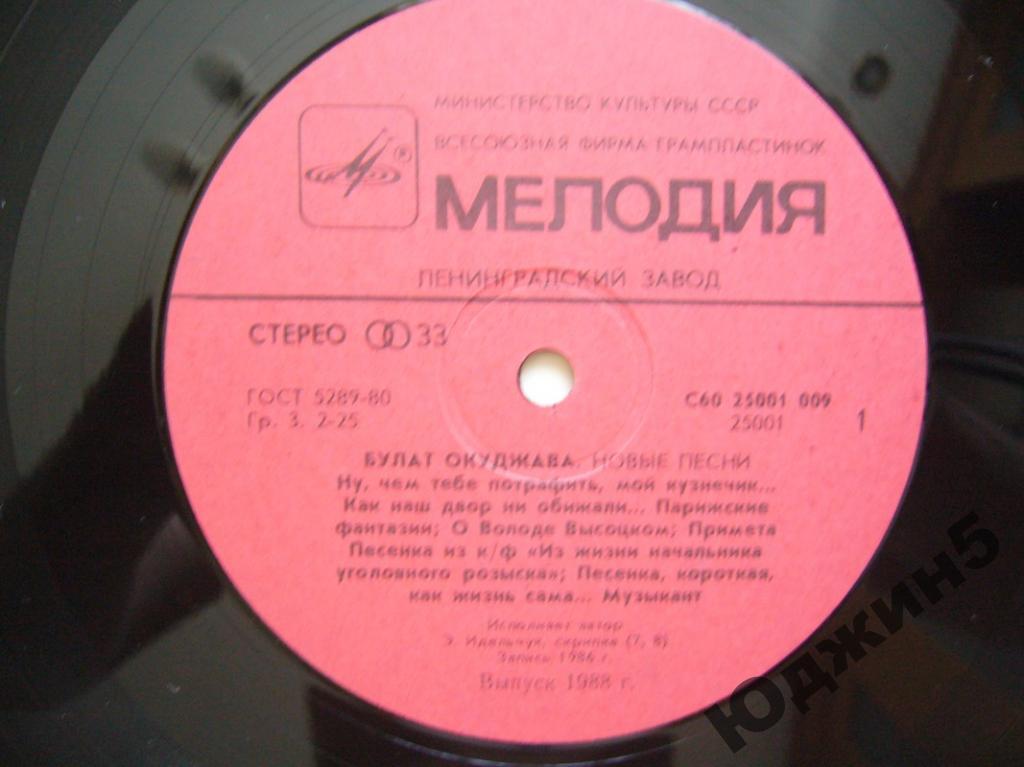 МИНИСТЕРСТВО КУЛЬТУРЫ СССР
ВСЕСОЮЗНАЯ ФИРМА ГРАМПЛАСТИНОК
®
МЕЛОДИЯ
ЛЕНИНГРАДСКИЙ ЗАВОД
СТЕРЕО 33
ГОСТ 5289-80
Гр. 3. 2-25
С60 25001 009
25001
1
БУЛАТ ОКУДЖАВА. НОВЫЕ ПЕСНИ
Ну, чем тебе потрафить, мой кузнечик...
Как наш двор ни обижали... Парижские
фантазии; О Володе Высоцком; Примета
Песенка из к/ф «Из жизни начальника
уголовного розыска»; Песенка, короткая,
как жизнь сама... Музыкант
Исполняет автор
Э. скрипка (7, 8)
Запись 1986 г.
Выпуск 1988 г.
Юджин5